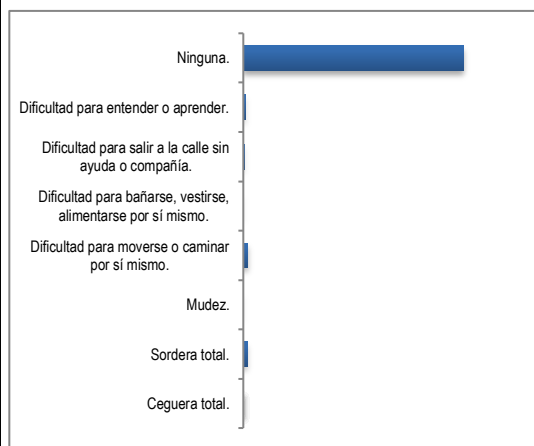 Ninguna.
Dificultad para entender o aprender.
Dificultad para salir a la calle sin
ayuda o compañía.
Dificultad para bañarse, vestirse,
alimentarse por sí mismo.
Dificultad para moverse o caminar
por sí mismo.
Mudez.
Sordera total.
Ceguera total.